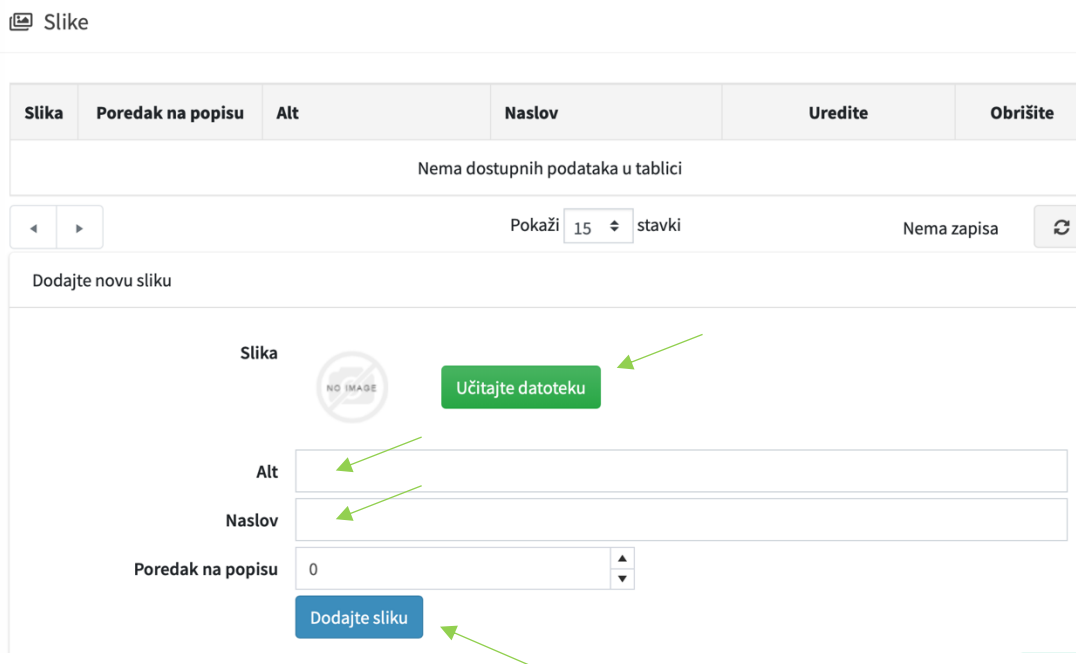 Slike
Slika Poredak na popisu Alt Naslov Uredite Obrišite
Nema dostupnih podataka u tablici
Pokaži 15 stavki Nema zapisa
Dodajte novu sliku
Slika NO IMAGE Učitajte datoteku
Alt
Naslov
Poredak na popisu 0
Dodajte sliku